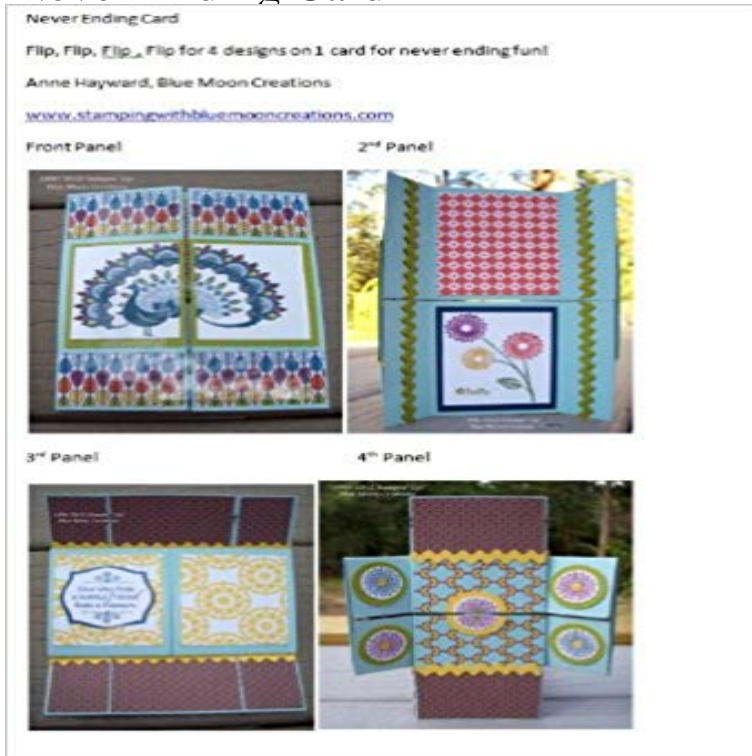 Never Ending Card
Flip, Flip, Flip , Flip for 4 designs on 1 card for never ending fun!
Anne Hayward, Blue Moon Creations
www.stampingwithbluemooncreations.com
Front Panel 2nd Panel
3rd Panel 4th Panel